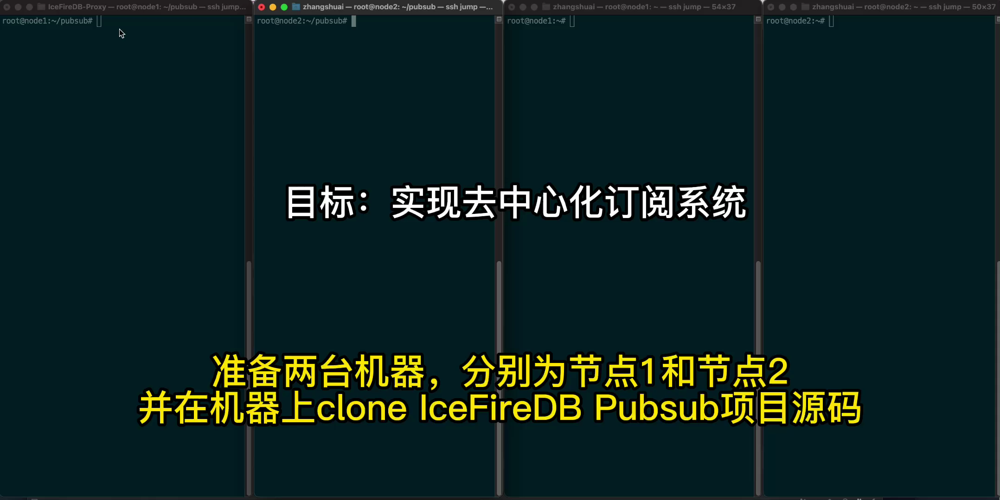 IceFireDB-Proxy — root@node1: ~/pubsub — ssh jump...
zhangshuai — root@node2: ~/pubsub — ssh jump —...
zhangshuai — root@node1: ~ — ssh jump — 54×37
zhangshuai — root@node2: ~ — ssh jump — 50×37
root@node1:~/pubsub#
root@node2:~/pubsub#
root@node1:~#
root@node2:~#
目标：实现去中心化订阅系统
准备两台机器，分别为节点1和节点2
并在机器上clone IceFireDB Pubsub项目源码